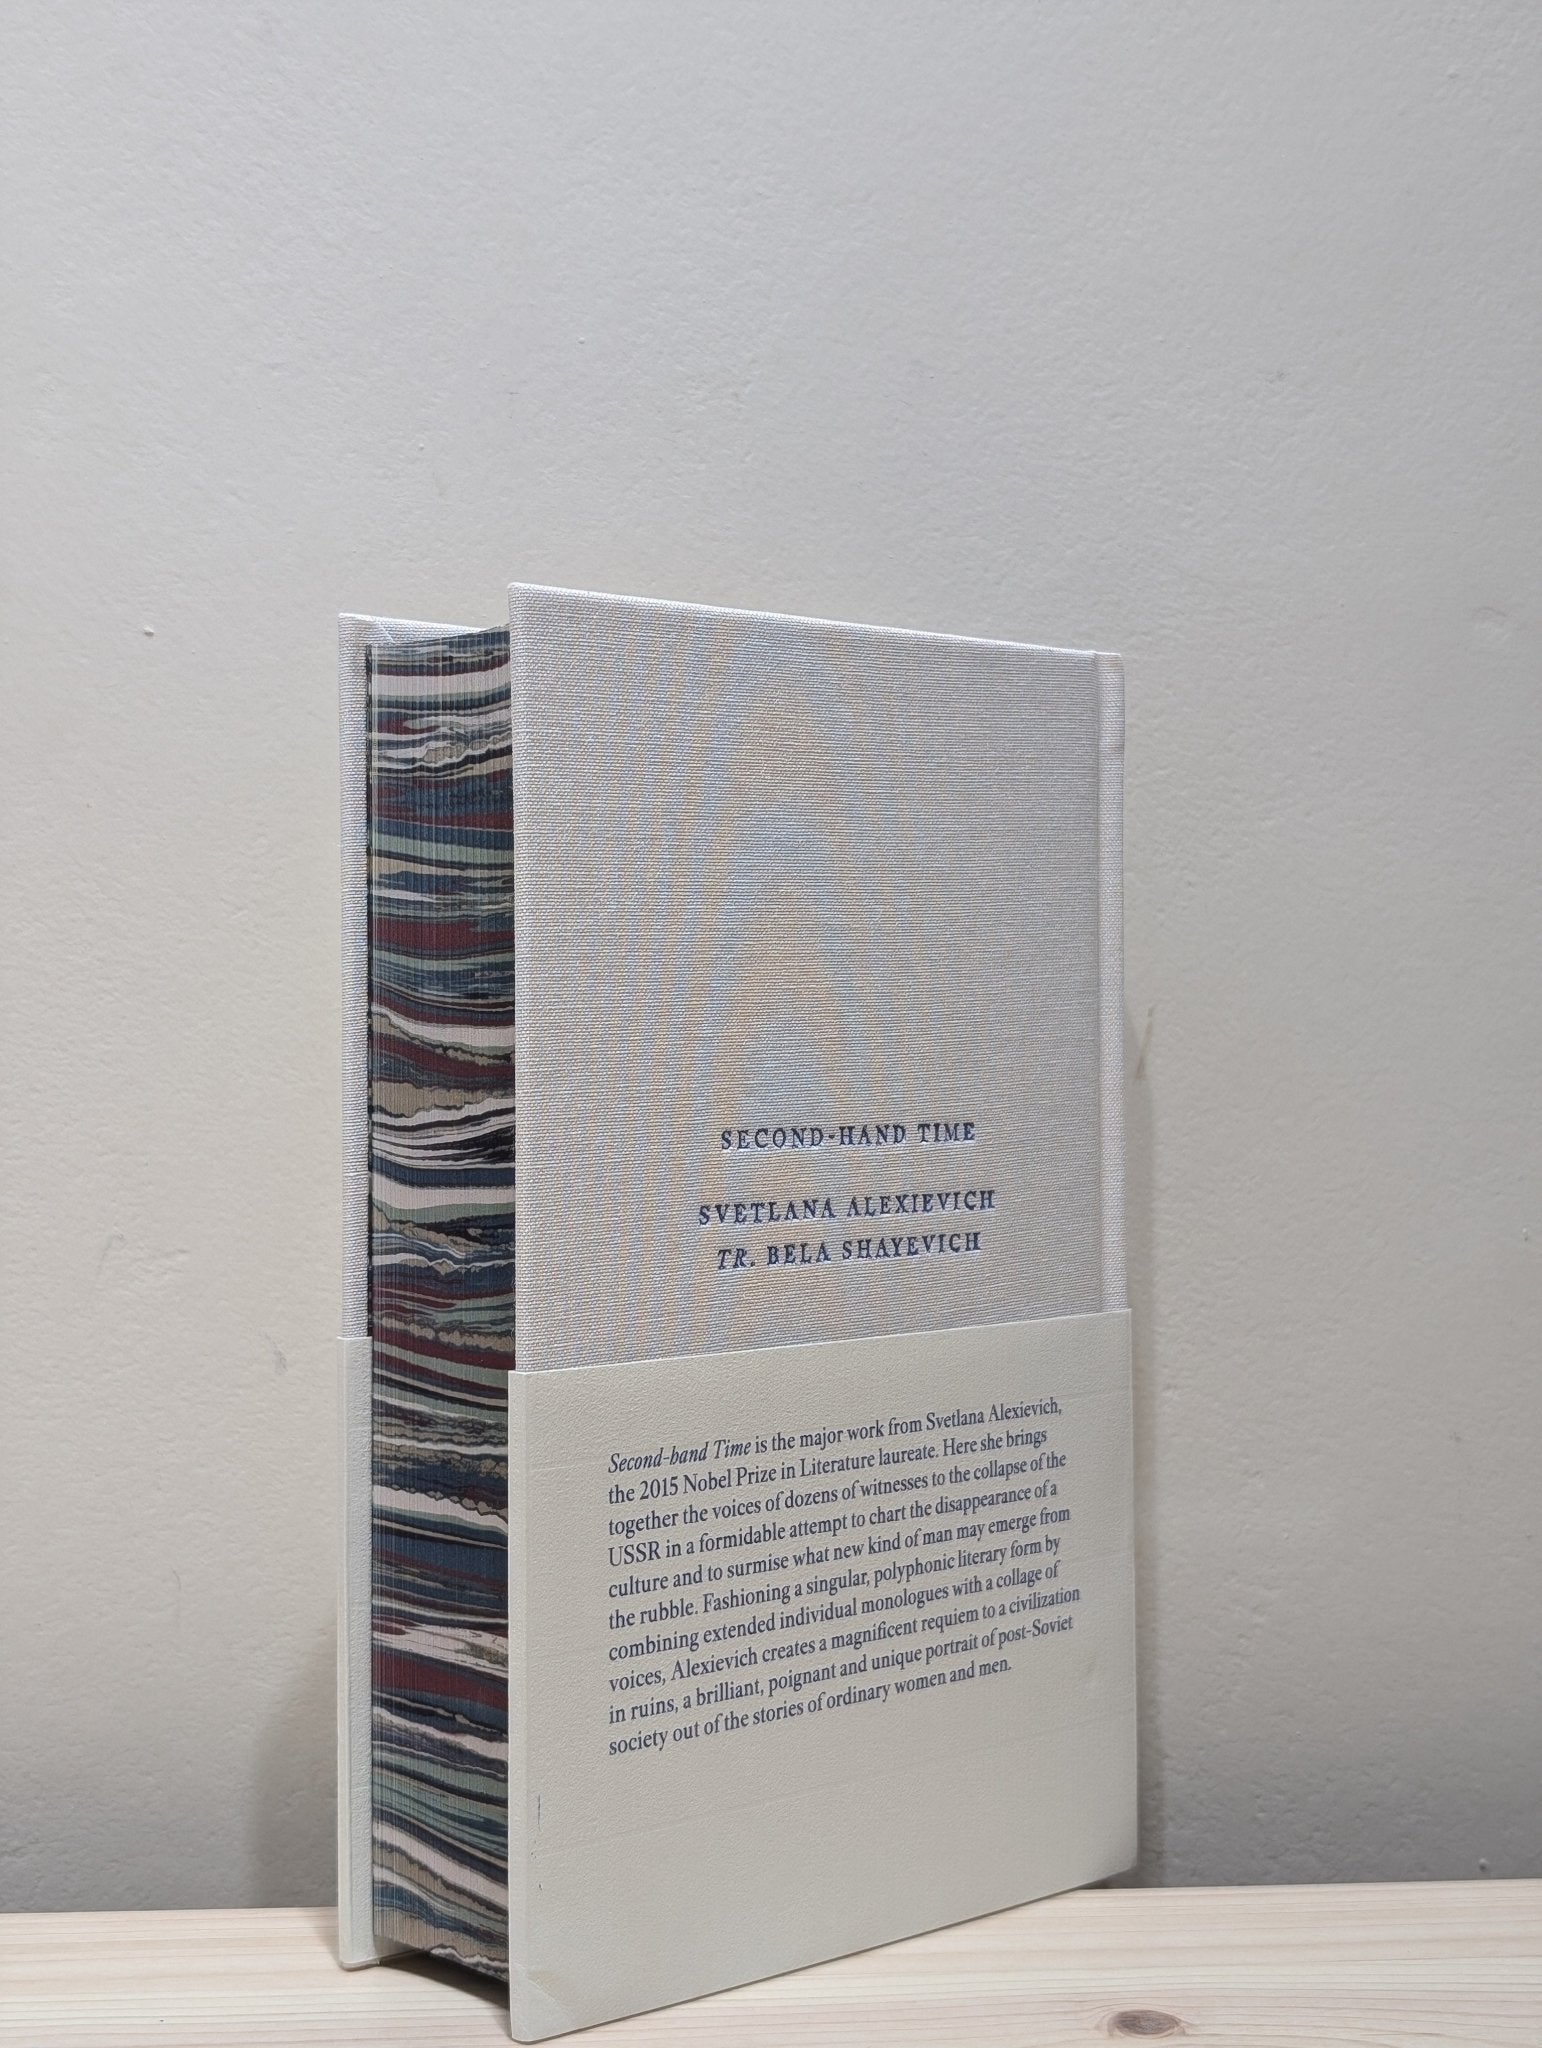 SECOND-HAND TIME
SVETLANA ALEXIEVICH
TR. BELA SHAYEVICH
Second-hand Time is the major work from Svetlana Alexievich,
the 2015 Nobel Prize in Literature laureate. Here she brings
together the voices of dozens of witnesses to the collapse of the
USSR in a formidable attempt to chart the disappearance of a
culture and to surmise what new kind of man may emerge from
the rubble. Fashioning a singular, polyphonic literary form by
combining extended individual monologues with a collage of
voices, Alexievich creates a magnificent requiem to a civilization
in ruins, a brilliant, poignant and unique portrait of post-Soviet
society out of the stories of ordinary women and men.